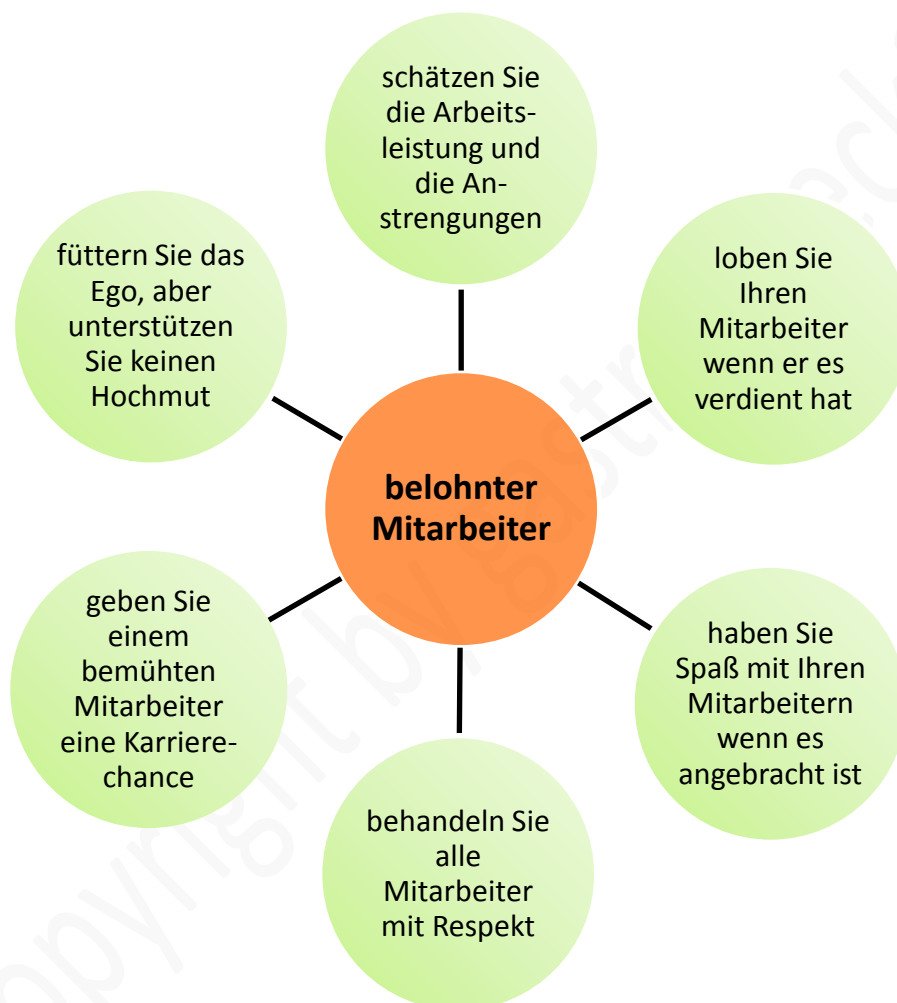 schätzen Sie
die Arbeits-
leistung und
die An-
strengungen
loben Sie
Ihren
Mitarbeiter
wenn er es
verdient hat
haben Sie
Spaß mit Ihren
Mitarbeitern
wenn es
angebracht ist
behandeln Sie
alle
Mitarbeiter
mit Respekt
geben Sie
einem
bemühten
Mitarbeiter
eine Karriere-
chance
füttern Sie das
Ego, aber
unterstützen
Sie keinen
Hochmut
belohnter
Mitarbeiter